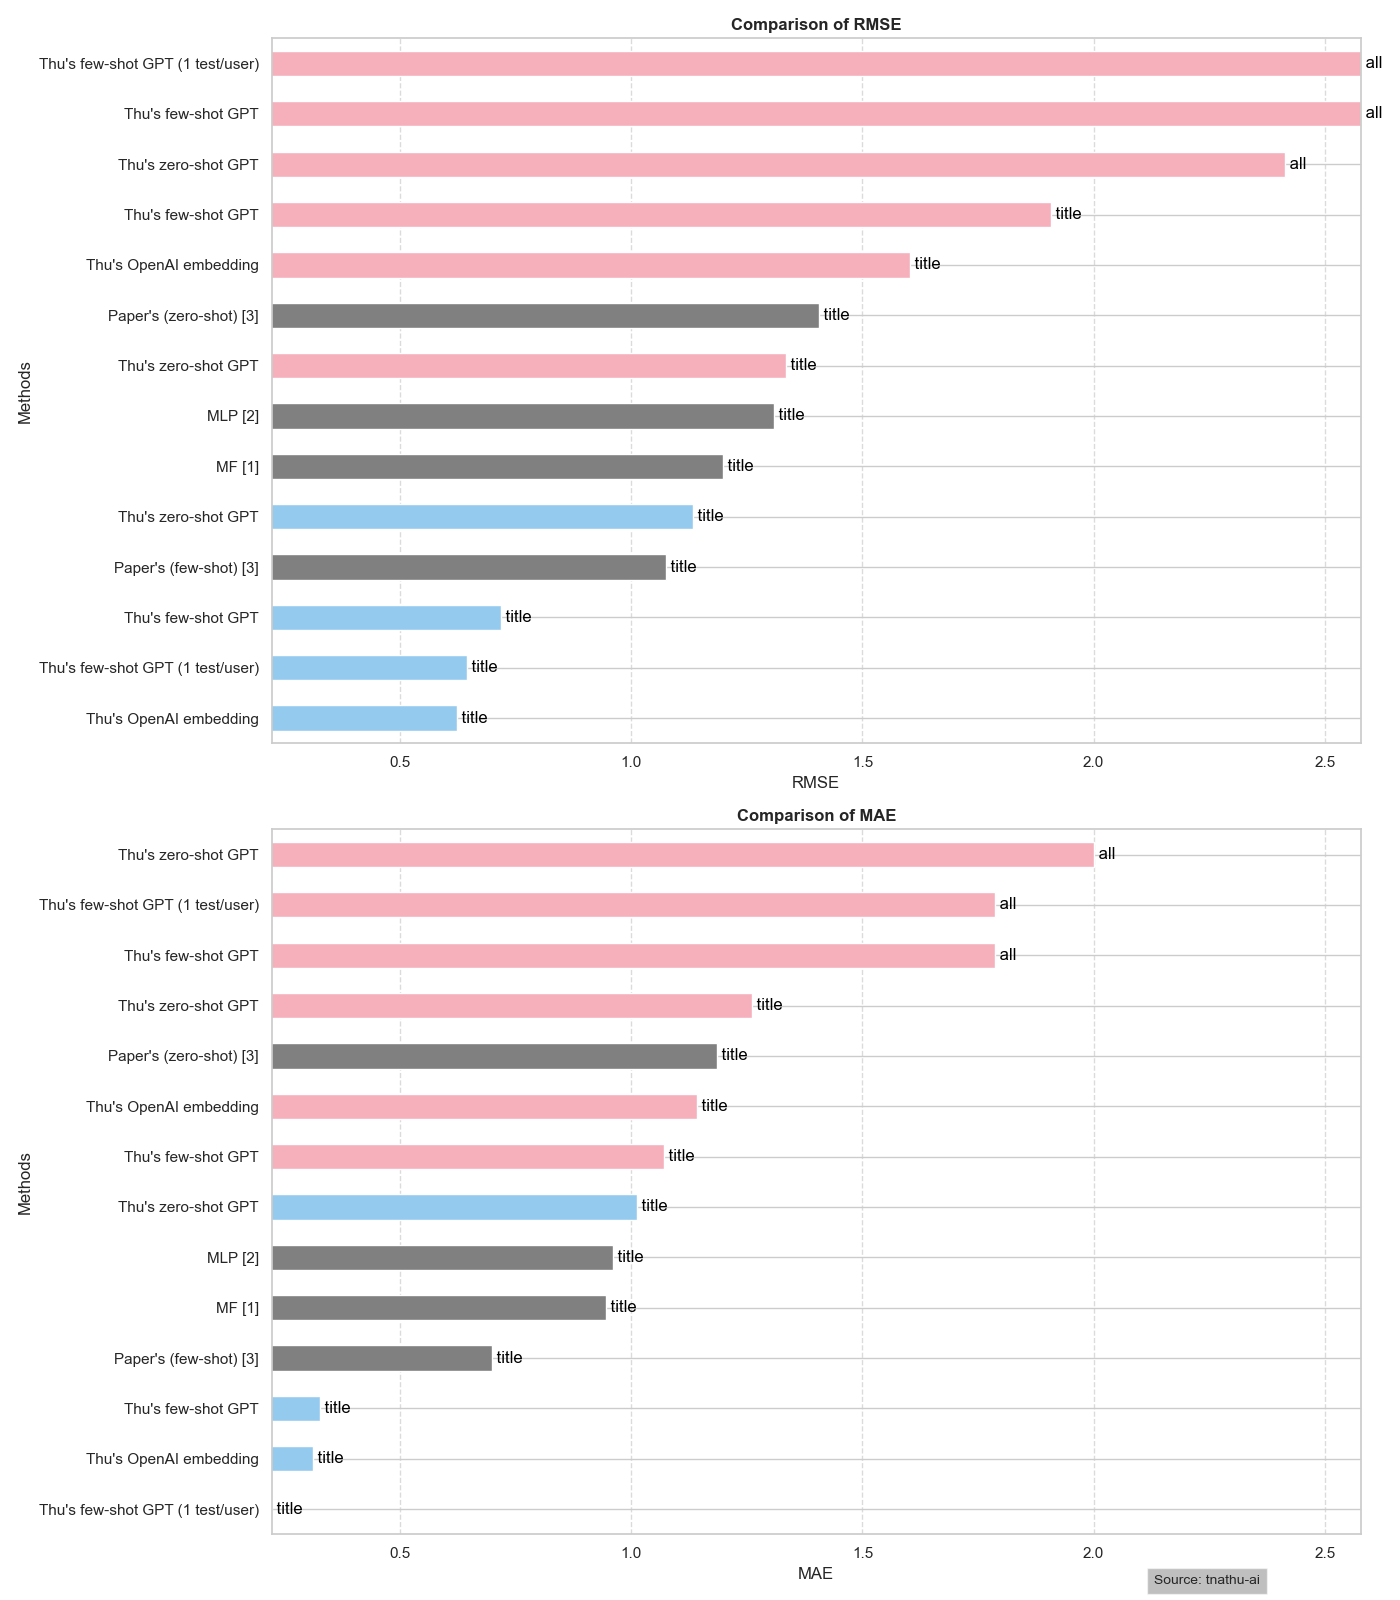 Comparison of RMSE
Thu's few-shot GPT (1 test/user) all
Thu's few-shot GPT all
Thu's zero-shot GPT all
Thu's few-shot GPT title
Thu's OpenAI embedding title
Paper's (zero-shot) [3] title
Thu's zero-shot GPT title
MLP [2] title
MF [1] title
Thu's zero-shot GPT title
Paper's (few-shot) [3] title
Thu's few-shot GPT title
Thu's few-shot GPT (1 test/user) title
Thu's OpenAI embedding title
Methods
0.5 1.0 1.5 2.0 2.5
RMSE
Comparison of MAE
Thu's zero-shot GPT all
Thu's few-shot GPT (1 test/user) all
Thu's few-shot GPT all
Thu's zero-shot GPT title
Paper's (zero-shot) [3] title
Thu's OpenAI embedding title
Thu's few-shot GPT title
Thu's zero-shot GPT title
MLP [2] title
MF [1] title
Paper's (few-shot) [3] title
Thu's few-shot GPT title
Thu's OpenAI embedding title
Thu's few-shot GPT (1 test/user) title
Methods
0.5 1.0 1.5 2.0 2.5
MAE
Source: tnathu-ai